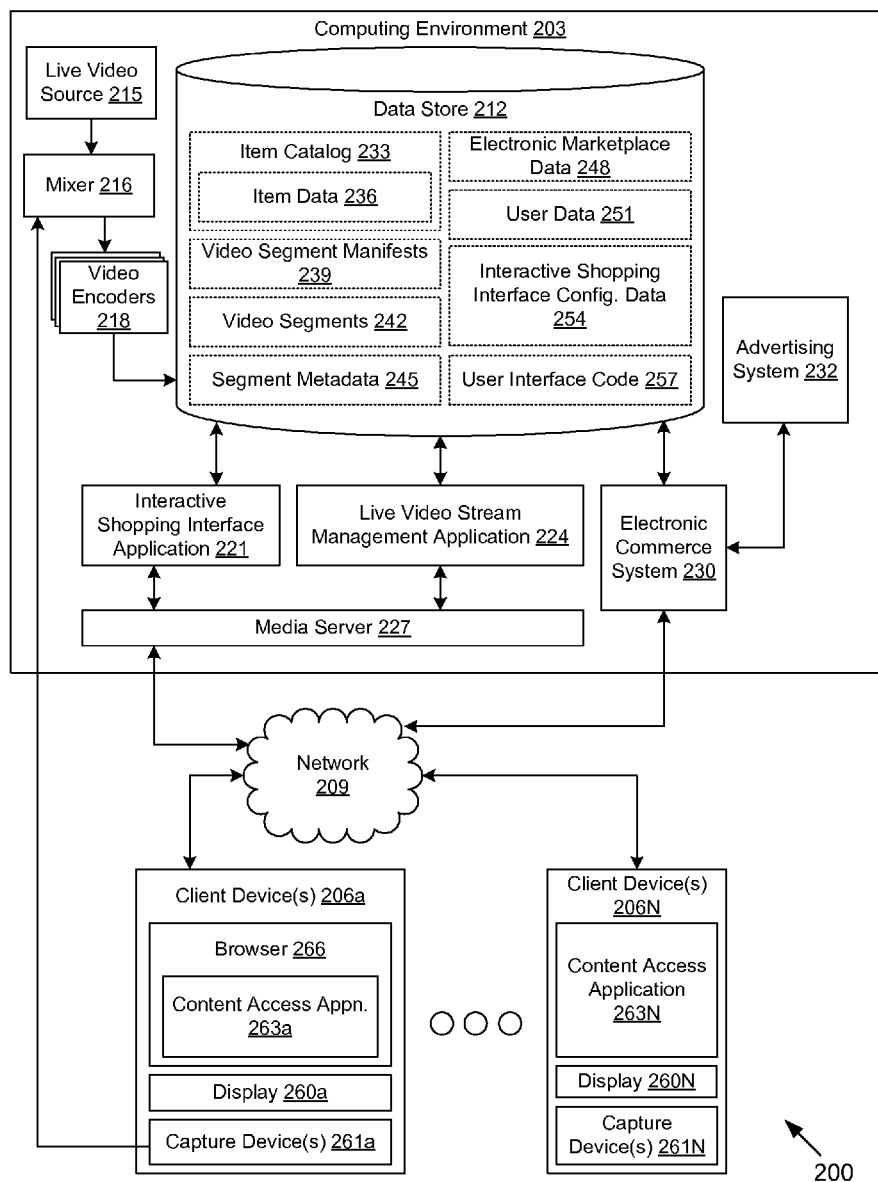 Computing Environment 203
Live Video
Source 215
Mixer 216
Video
Encoders
218
Data Store 212
Item Catalog 233
Item Data 236
Video Segment Manifests
239
Video Segments 242
Segment Metadata 245
Electronic Marketplace
Data 248
User Data 251
Interactive Shopping
Interface Config. Data
254
User Interface Code 257
Advertising
System 232
Interactive
Shopping Interface
Application 221
Live Video Stream
Management Application 224
Electronic
Commerce
System 230
Media Server 227
Network
209
Client Device(s) 206a
Browser 266
Content Access Appn.
263a
Display 260a
Capture Device(s) 261a
Client Device(s)
206N
Content Access
Application
263N
Display 260N
Capture
Device(s) 261N
200